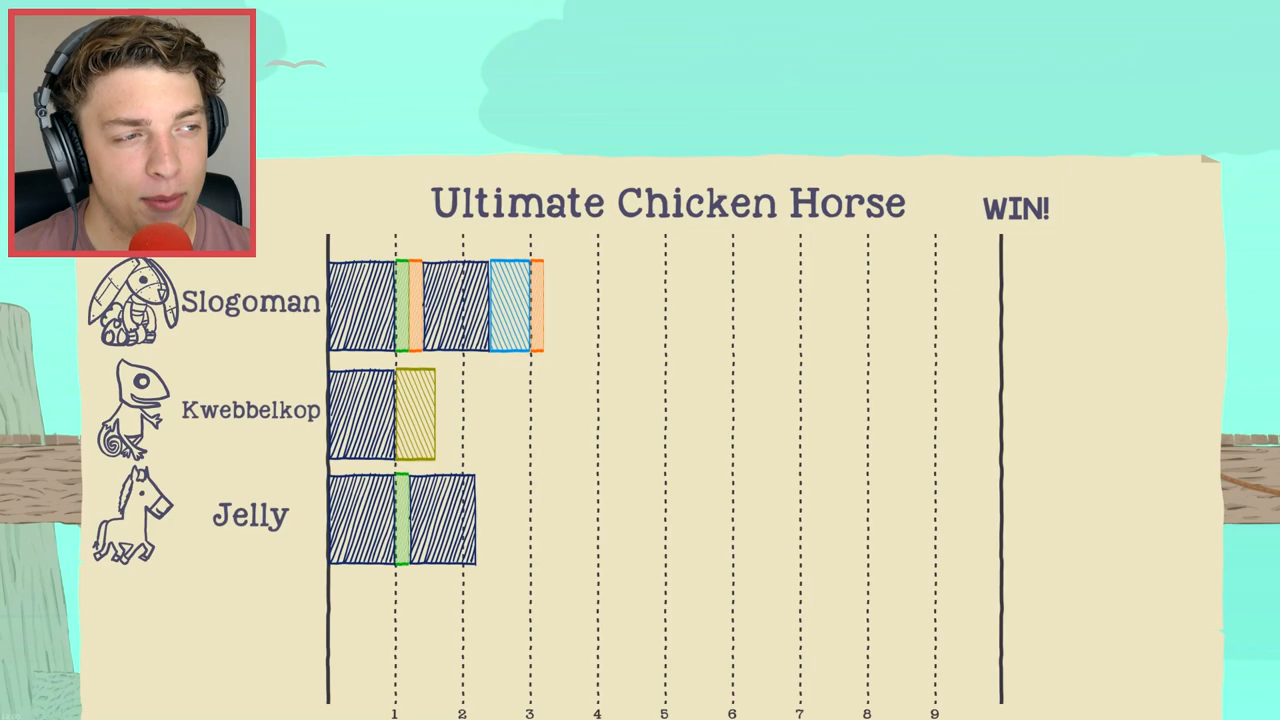 Ultimate Chicken Horse
WIN!
Slogoman
Kwebbelkop
Jelly
1 2 3 4 5 6 7 8 9